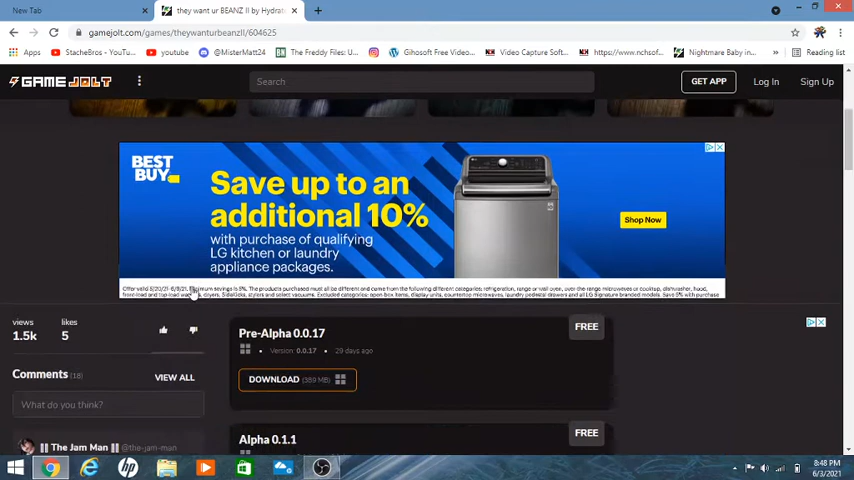 New Tab
they want ur BEANZ II by Hydrat
gamejolt.com/games/theywanturbeanzII/604625
Apps
StacheBros - YouTu...
youtube
@MisterMatt24
The Freddy Files: U...
Gihosoft Free Video...
Video Capture Soft...
https://www.nchsof...
Nightmare Baby in...
Reading list
GAME JOLT
Search
GET APP
Log In
Sign Up
BEST BUY
Save up to an
additional 10%
with purchase of qualifying
LG kitchen or laundry
appliance packages.
Shop Now
views
1.5k
likes
5
Comments (18)
VIEW ALL
What do you think?
The Jam Man @the-jam-man
Pre-Alpha 0.0.17
FREE
Version: 0.0.17 • 29 days ago
DOWNLOAD (389 MB)
Alpha 0.1.1
FREE
8:48 PM
6/3/2021